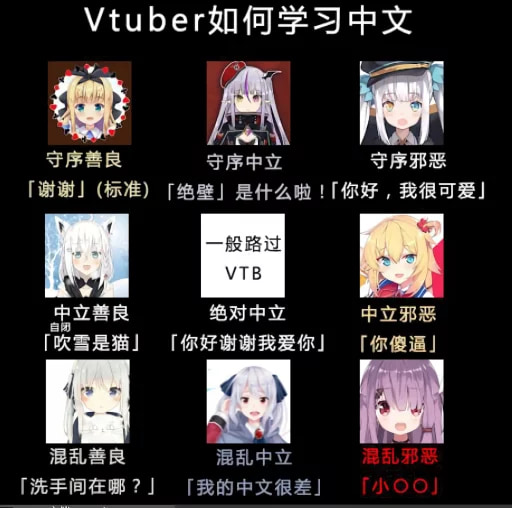 Vtuber如何学习中文
守序善良
守序中立
守序邪恶
「谢谢」(标准)
「绝壁」是什么啦！
「你好，我很可爱」
一般路过
VTB
中立善良
绝对中立
中立邪恶
自闭
「吹雪是猫」
「你好谢谢我爱你」
「你傻逼」
混乱善良
混乱中立
混乱邪恶
「洗手间在哪？」
「我的中文很差」
「小〇〇」